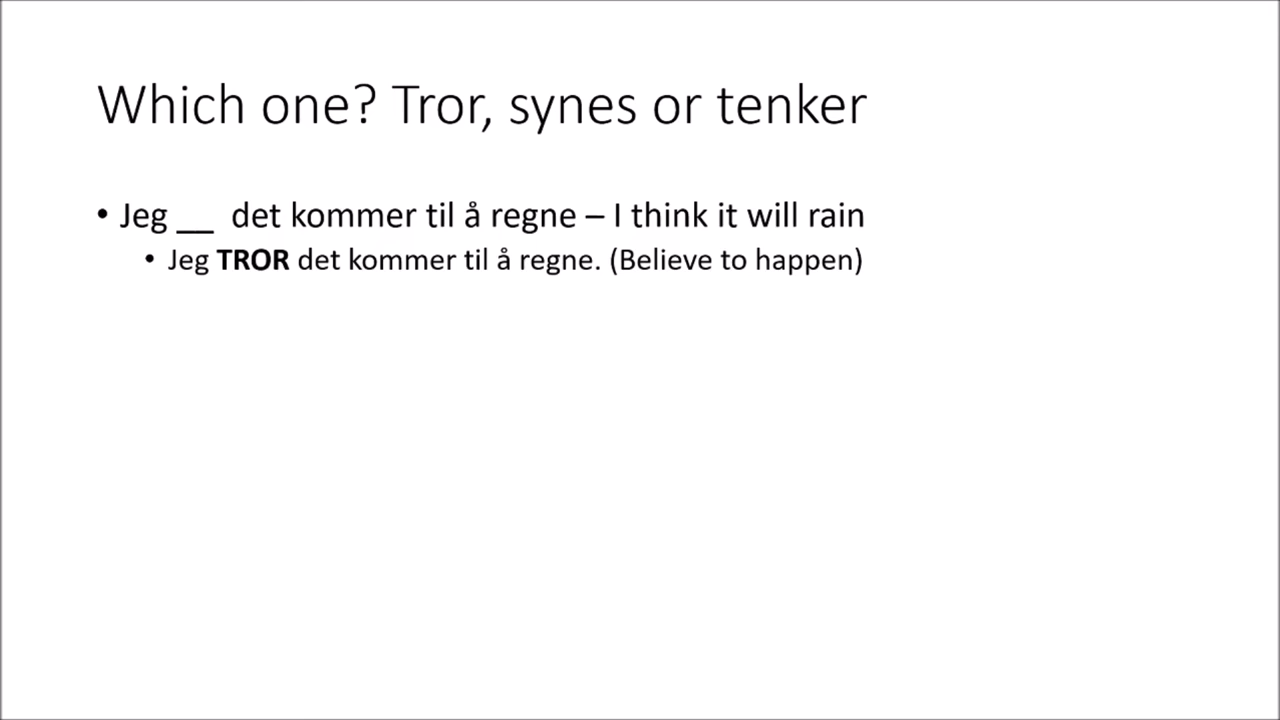 Which one? Tror, synes or tenker
• Jeg __ det kommer til å regne – I think it will rain
• Jeg TROR det kommer til å regne. (Believe to happen)